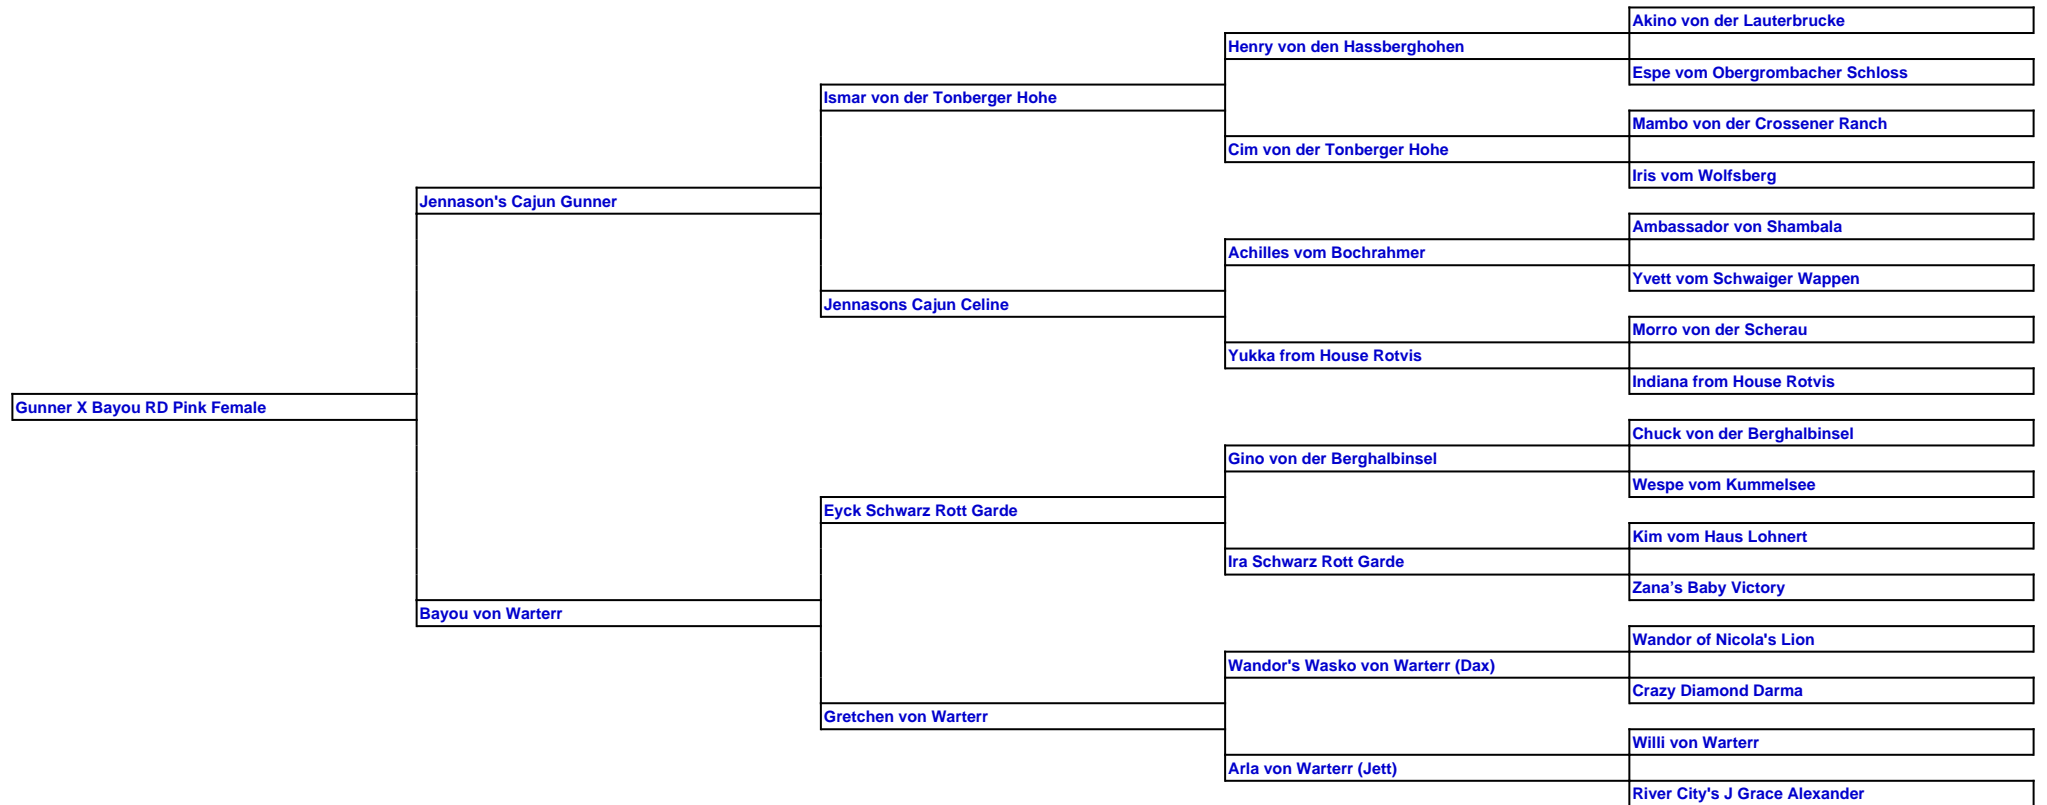 Akino von der Lauterbrucke
Henry von den Hassberghohen
Espe vom Obergrombacher Schloss
Ismar von der Tonberger Hohe
Mambo von der Crossener Ranch
Cim von der Tonberger Hohe
Iris vom Wolfsberg
Jennason's Cajun Gunner
Ambassador von Shambala
Achilles vom Bochrahmer
Yvett vom Schwaiger Wappen
Jennasons Cajun Celine
Morro von der Scherau
Yukka from House Rotvis
Indiana from House Rotvis
Gunner X Bayou RD Pink Female
Chuck von der Berghalbinsel
Gino von der Berghalbinsel
Wespe vom Kummelsee
Eyck Schwarz Rott Garde
Kim vom Haus Lohnert
Ira Schwarz Rott Garde
Zana’s Baby Victory
Bayou von Warterr
Wandor of Nicola's Lion
Wandor's Wasko von Warterr (Dax)
Crazy Diamond Darma
Gretchen von Warterr
Willi von Warterr
Arla von Warterr (Jett)
River City's J Grace Alexander